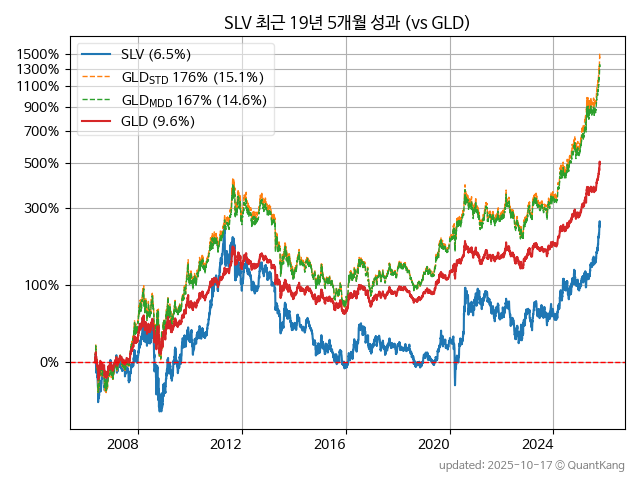 SLV 최근 19년 5개월 성과 (vs GLD)
SLV (6.5%)
GLD_STD 176% (15.1%)
GLD_MDD 167% (14.6%)
GLD (9.6%)
1500%
1300%
1100%
900%
700%
500%
300%
100%
0%
2008 2012 2016 2020 2024
updated: 2025-10-17 © QuantKang